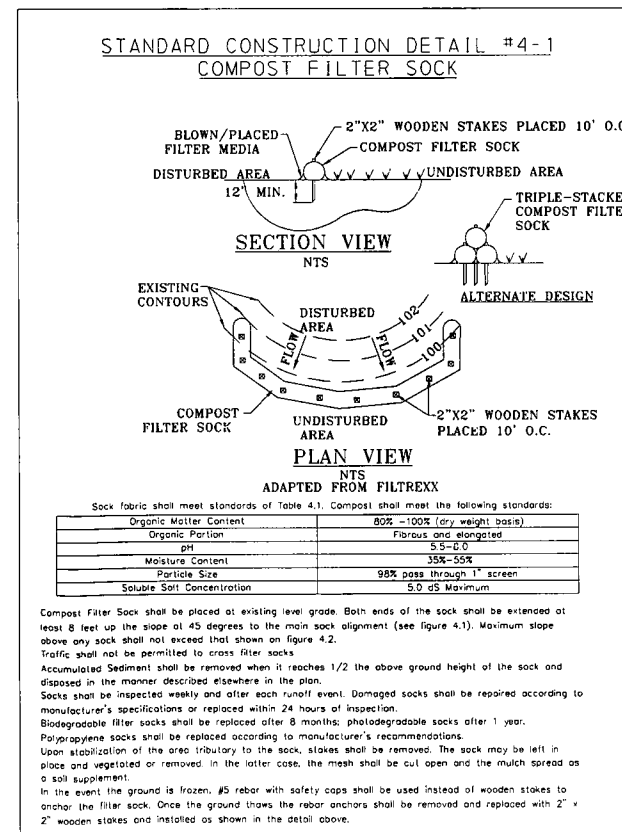 STANDARD CONSTRUCTION DETAIL #4-1
COMPOST FILTER SOCK
2"X2" WOODEN STAKES PLACED 10' O.C
BLOWN/PLACED
FILTER MEDIA
COMPOST FILTER SOCK
DISTURBED AREA
UNDISTURBED AREA
12' MIN.
TRIPLE-STACKE
COMPOST FILTE
SOCK
SECTION VIEW
NTS
ALTERNATE DESIGN
EXISTING
CONTOURS
DISTURBED
AREA
102
101
100
FLOW
FLOW
COMPOST
FILTER SOCK
UNDISTURBED
AREA
2"X2" WOODEN STAKES
PLACED 10' O.C.
PLAN VIEW
NTS
ADAPTED FROM FILTREXX
Sock fabric shall meet standards of Table 4.1. Compost shall meet the following standards:
Organic Matter Content 80% -100% (dry weight basis)
Organic Portion Fibrous and elongated
pH 5.5-
Moisture Content 35%-55%
Particle Size 98% pass through 1" screen
Soluble Salt Concentration 5.0 dS Maximum
Compost Filter Sock shall be placed at existing level grade. Both ends of the sock shall be extended at
least 8 feet up the slope at 45 degrees to the main sock alignment (see figure 4.1). Maximum slope
above any sock shall not exceed that shown on figure 4.2.
Traffic shall not be permitted to cross filter socks
Accumulated Sediment shall be removed when it reaches 1/2 the above ground height of the sock and
disposed in the manner described elsewhere in the plan.
Socks shall be inspected weekly and after each runoff event. Damaged socks shall be repaired according to
manufacturer's specifications or replaced within 24 hours of inspection.
Biodegradable filter socks shall be replaced after 8 months; photodegradable socks after 1 year.
Polypropylene socks shall be replaced according to manufacturer's recommendations.
Upon stabilization of the area tributary to the sock, stakes shall be removed. The sock may be left in
place and vegetated or removed. In the latter case, the mesh shall be cut open and the mulch spread as
a soil supplement.
In the event the ground is frozen, #5 rebar with safety caps shall be used instead of wooden stakes to
anchor the filter sock. Once the ground thaws the rebar anchors shall be removed and replaced with 2" x
2" wooden stakes and installed as shown in the detail above.